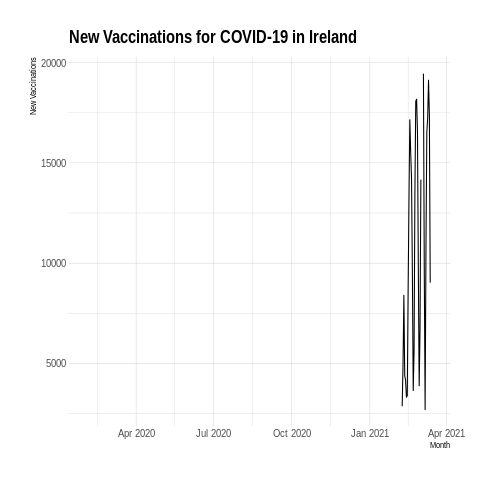 New Vaccinations for COVID-19 in Ireland
New Vaccinations
20000
15000
10000
5000
Apr 2020
Jul 2020
Oct 2020
Jan 2021
Apr 2021
Month